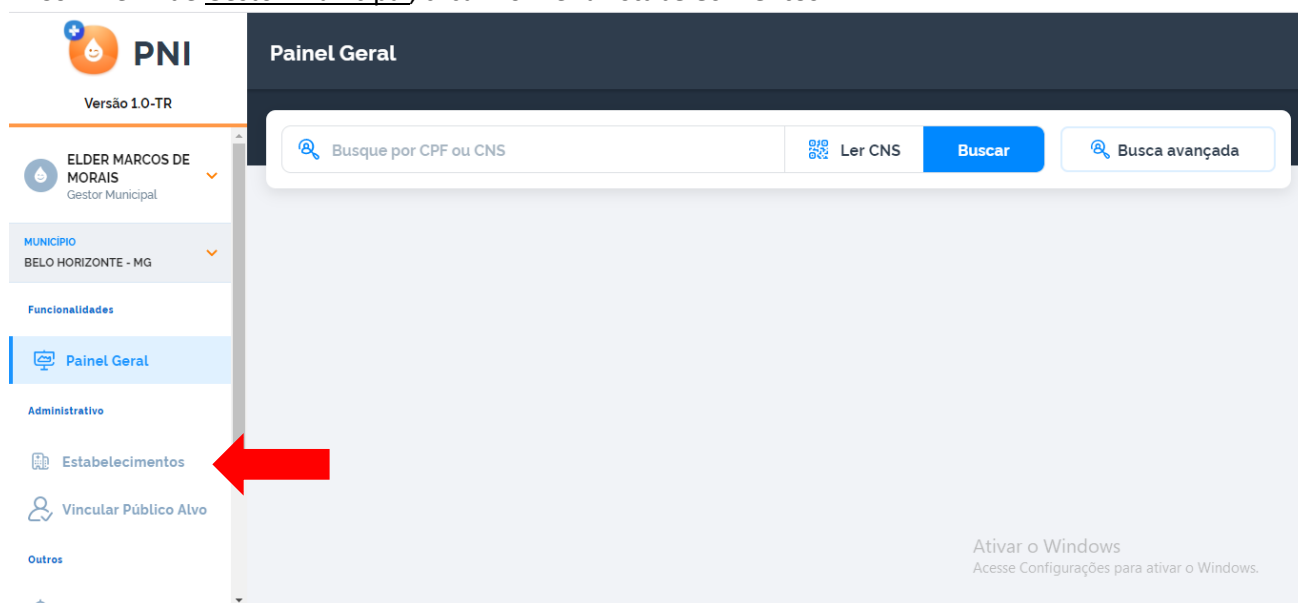 PNI
Versão 1.0-TR
ELDER MARCOS DE
MORAIS
Gestor Municipal
MUNICÍPIO
BELO HORIZONTE - MG
Funcionalidades
Painel Geral
Administrativo
Estabelecimentos
Vincular Público Alvo
Outros
Painel Geral
Busque por CPF ou CNS
Ler CNS
Buscar
Busca avançada
Ativar o Windows
Acesse Configurações para ativar o Windows.